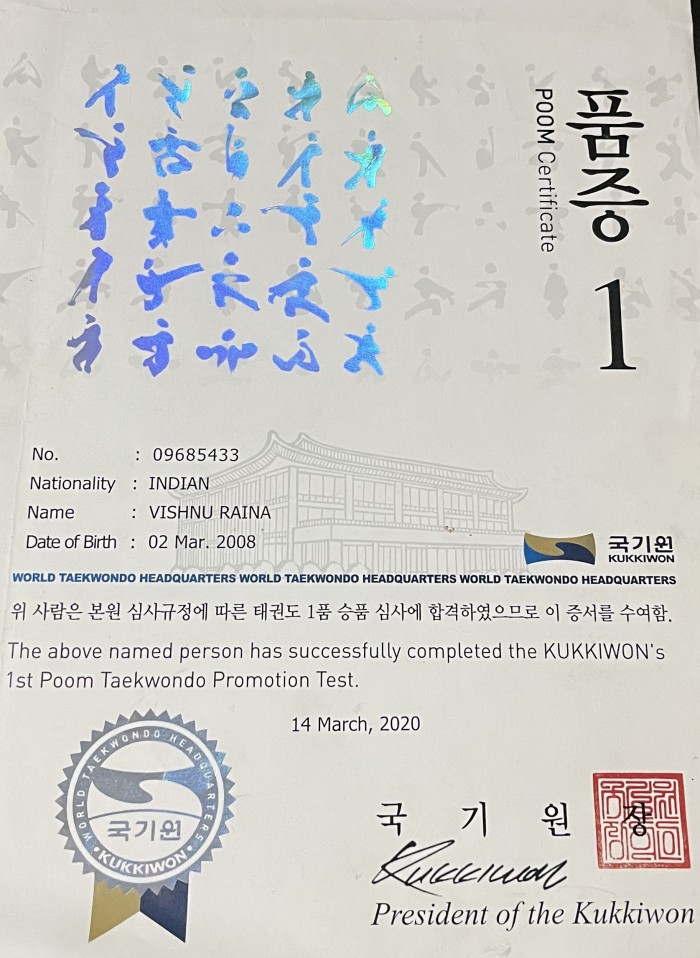 품증
POOM Certificate
1
No. : 09685433
Nationality : INDIAN
Name : VISHNU RAINA
Date of Birth : 02 Mar. 2008
국기원
KUKKIWON
WORLD TAEKWONDO HEADQUARTERS WORLD TAEKWONDO HEADQUARTERS WORLD TAEKWONDO HEADQUARTERS
위 사람은 본원 심사규정에 따른 태권도 1품 승품 심사에 합격하였으므로 이 증서를 수여함.
The above named person has successfully completed the KUKKIWON's
1st Poom Taekwondo Promotion Test.
14 March, 2020
WORLD TAEKWONDO HEADQUARTERS
국기원
•KUKKIWON•
국 기 원 장
Kukkiwon
President of the Kukkiwon